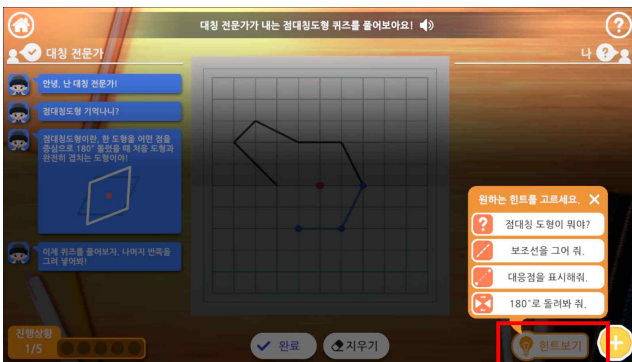 대칭 전문가가 내는 점대칭도형 퀴즈를 풀어보아요!
?
대칭 전문가
나 ?
안녕, 난 대칭 전문가!
점대칭도형 기억나니?
점대칭도형이란, 한 도형을 어떤 점을
중심으로 180° 돌렸을 때 처음 도형과
완전히 겹치는 도형이야!
이제 퀴즈를 풀어보자. 나머지 반쪽을
그려 넣어봐!
원하는 힌트를 고르세요. X
? 점대칭 도형이 뭐야?
보조선을 그어 줘.
대응점을 표시해줘.
180°로 돌려봐 줘.
진행상황
1/5
완료
지우기
힌트보기
+